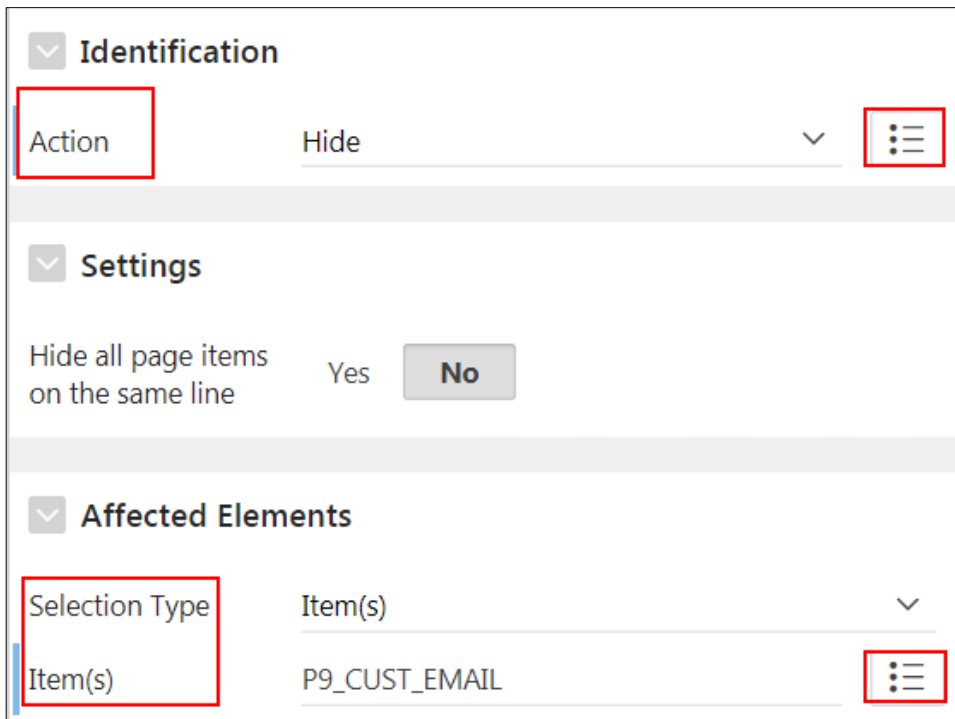 Identification
Action Hide
Settings
Hide all page items
on the same line
Yes No
Affected Elements
Selection Type Item(s)
Item(s) P9_CUST_EMAIL